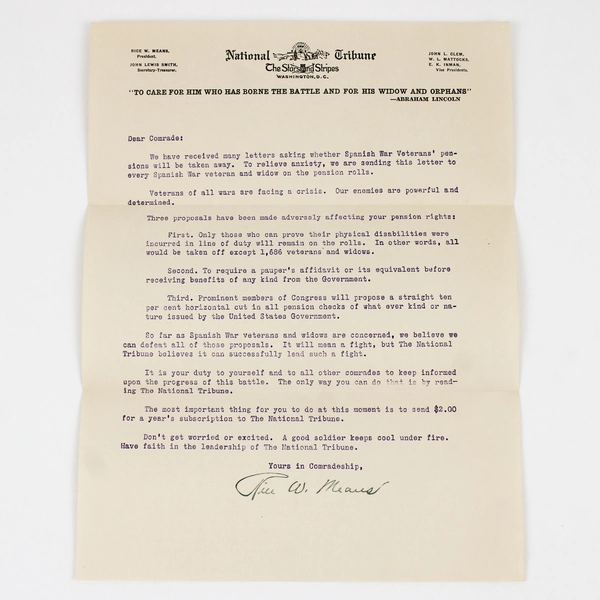 RICE W. MEANS,
President.
JOHN LEWIS SMITH,
Secretary-Treasurer.
National Tribune
The Stars and Stripes
WASHINGTON, D.C.
JOHN L. CLEM,
W. L. MATTOCKS,
E. K. INMAN,
Vice Presidents.
"TO CARE FOR HIM WHO HAS BORNE THE BATTLE AND FOR HIS WIDOW AND ORPHANS"
—ABRAHAM LINCOLN
Dear Comrade:
We have received many letters asking whether Spanish War Veterans' pen-
sions will be taken away. To relieve anxiety, we are sending this letter to
every Spanish War veteran and widow on the pension rolls.
Veterans of all wars are facing a crisis. Our enemies are powerful and
determined.
Three proposals have been made adversely affecting your pension rights:
First. Only those who can prove their physical disabilities were
incurred in line of duty will remain on the rolls. In other words, all
would be taken off except 1,686 veterans and widows.
Second. To require a pauper's affidavit or its equivalent before
receiving benefits of any kind from the Government.
Third. Prominent members of Congress will propose a straight ten
per cent horizontal cut in all pension checks of what ever kind or na-
ture issued by the United States Government.
So far as Spanish War veterans and widows are concerned, we believe we
can defeat all of those proposals. It will mean a fight, but The National
Tribune believes it can successfully lead such a fight.
It is your duty to yourself and to all other comrades to keep informed
upon the progress of this battle. The only way you can do that is by read-
ing The National Tribune.
The most important thing for you to do at this moment is to send $2.00
for a year's subscription to The National Tribune.
Don't get worried or excited. A good soldier keeps cool under fire.
Have faith in the leadership of The National Tribune.
Yours in Comradeship,
Rice W. Means